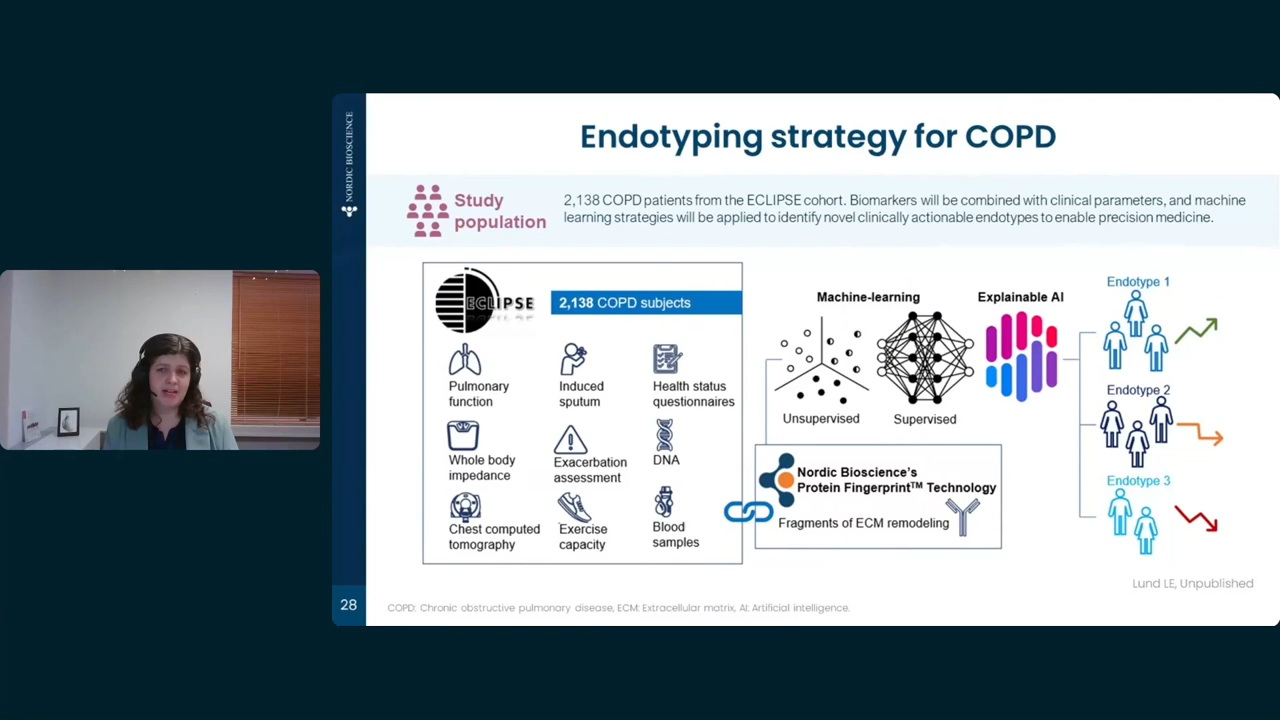 NORDIC BIOSCIENCE
Endotyping strategy for COPD
Study
population
2,138 COPD patients from the ECLIPSE cohort. Biomarkers will be combined with clinical parameters, and machine
learning strategies will be applied to identify novel clinically actionable endotypes to enable precision medicine.
ECLIPSE
2,138 COPD subjects
Pulmonary
function
Induced
sputum
Health status
questionnaires
Whole body
impedance
Exacerbation
assessment
DNA
Chest computed
tomography
Exercise
capacity
Blood
samples
Machine-learning
Explainable AI
Unsupervised
Supervised
Nordic Bioscience's
Protein Fingerprint™ Technology
Fragments of ECM remodeling
Endotype 1
Endotype 2
Endotype 3
Lund LE, Unpublished
28
COPD: Chronic obstructive pulmonary disease, ECM: Extracellular matrix, AI: Artificial intelligence.